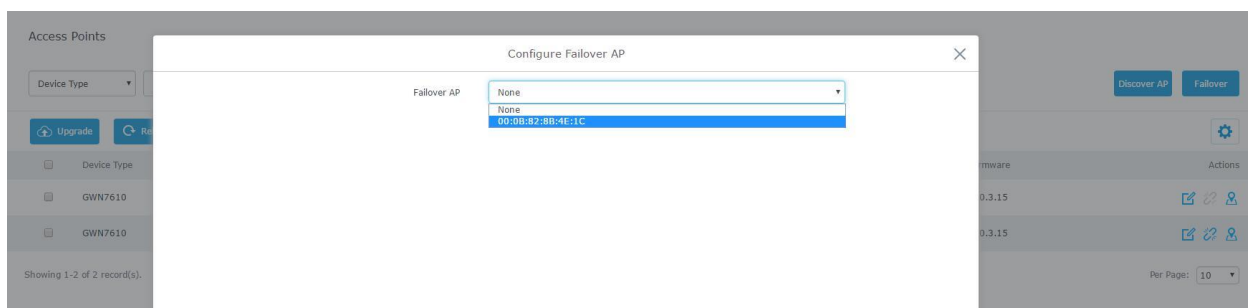 Access Points
Configure Failover AP
Device Type
Failover AP
None
Discover AP
Failover
None
00:0B:82:8B:4E:1C
Upgrade
Re
Device Type
rmware
Actions
GWN7610
0.3.15
GWN7610
0.3.15
Showing 1-2 of 2 record(s).
Per Page: 10